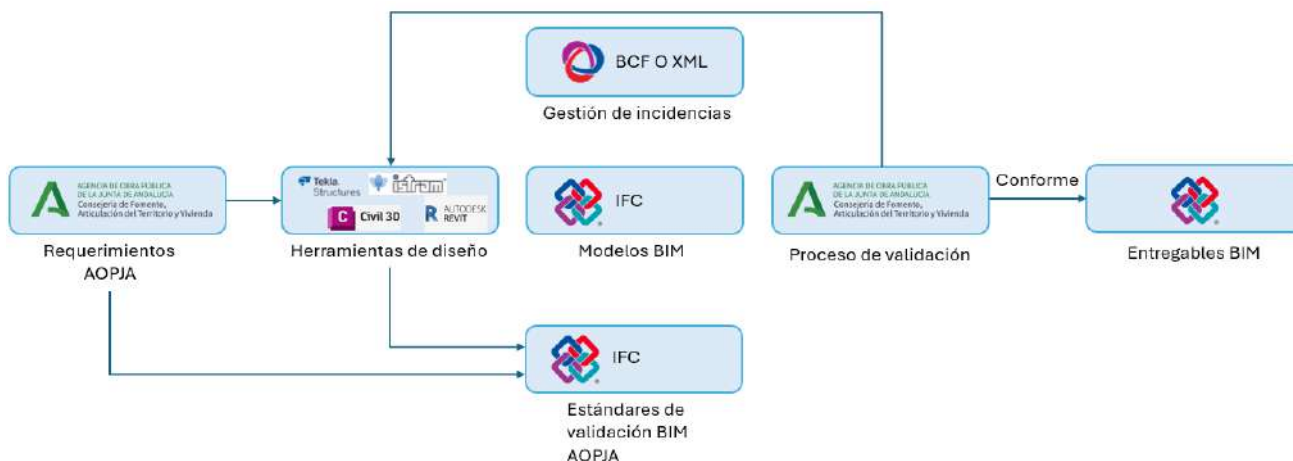 BCF O XML
Gestión de incidencias
AGENCIA DE OBRA PÚBLICA
DE LA JUNTA DE ANDALUCÍA
Consejería de Fomento,
Articulación del Territorio y Vivienda
Requerimientos
AOPJA
Tekla
Structures
istram
C Civil 3D
R AUTODESK
REVIT
Herramientas de diseño
IFC
Modelos BIM
AGENCIA DE OBRA PÚBLICA
DE LA JUNTA DE ANDALUCÍA
Consejería de Fomento,
Articulación del Territorio y Vivienda
Proceso de validación
Conforme
Entregables BIM
IFC
Estándares de
validación BIM
AOPJA